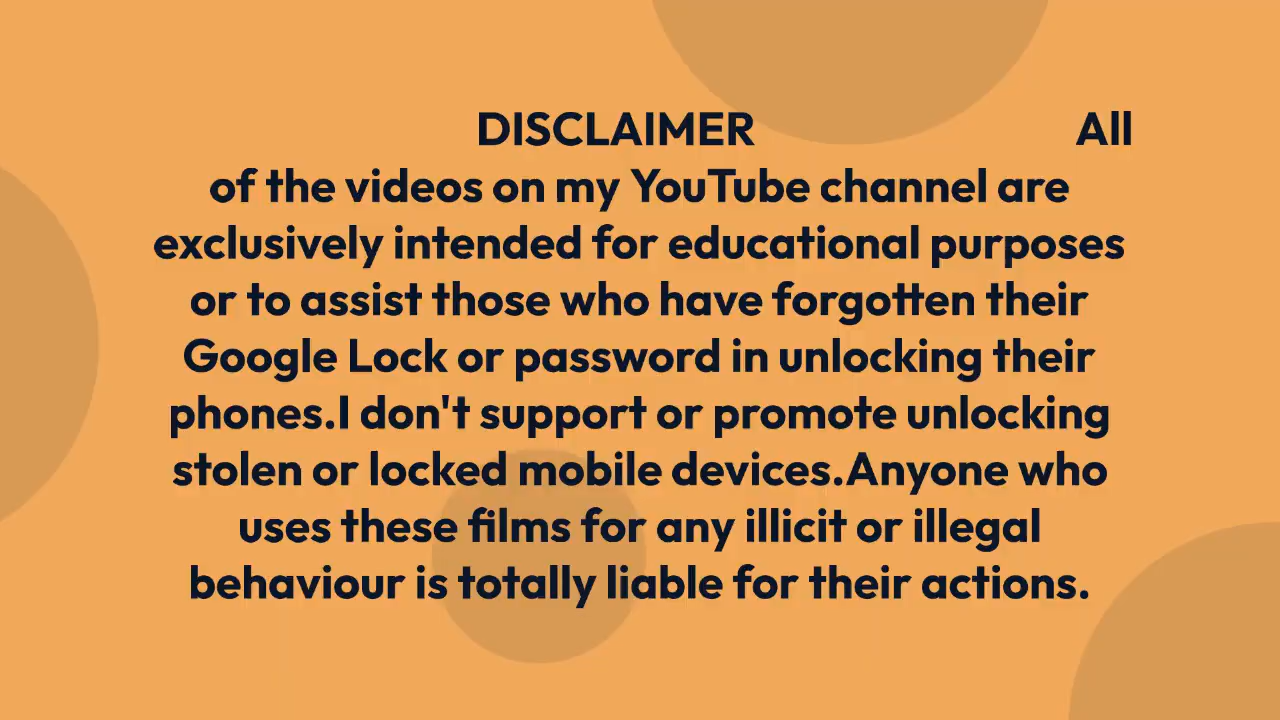 DISCLAIMER All
of the videos on my YouTube channel are
exclusively intended for educational purposes
or to assist those who have forgotten their
Google Lock or password in unlocking their
phones.I don't support or promote unlocking
stolen or locked mobile devices.Anyone who
uses these films for any illicit or illegal
behaviour is totally liable for their actions.